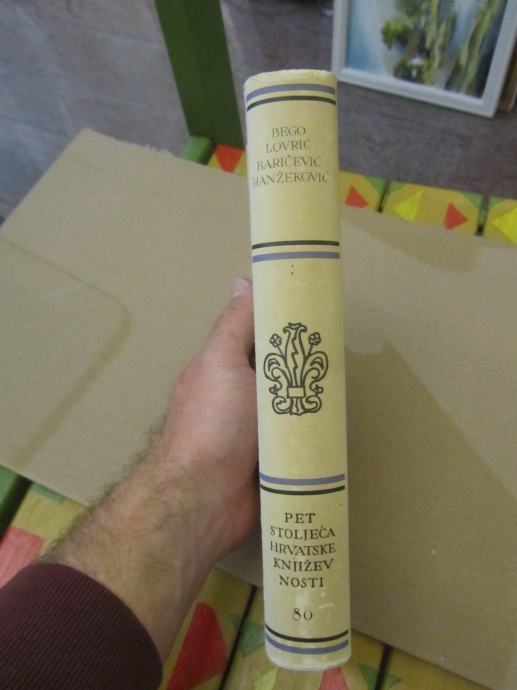 BEGO
LOVRIĆ
BARIČEVIĆ
HANŽEKOVIĆ
PET
STOLJEĆA
HRVATSKE
KNJIŽEV
NOSTI
80